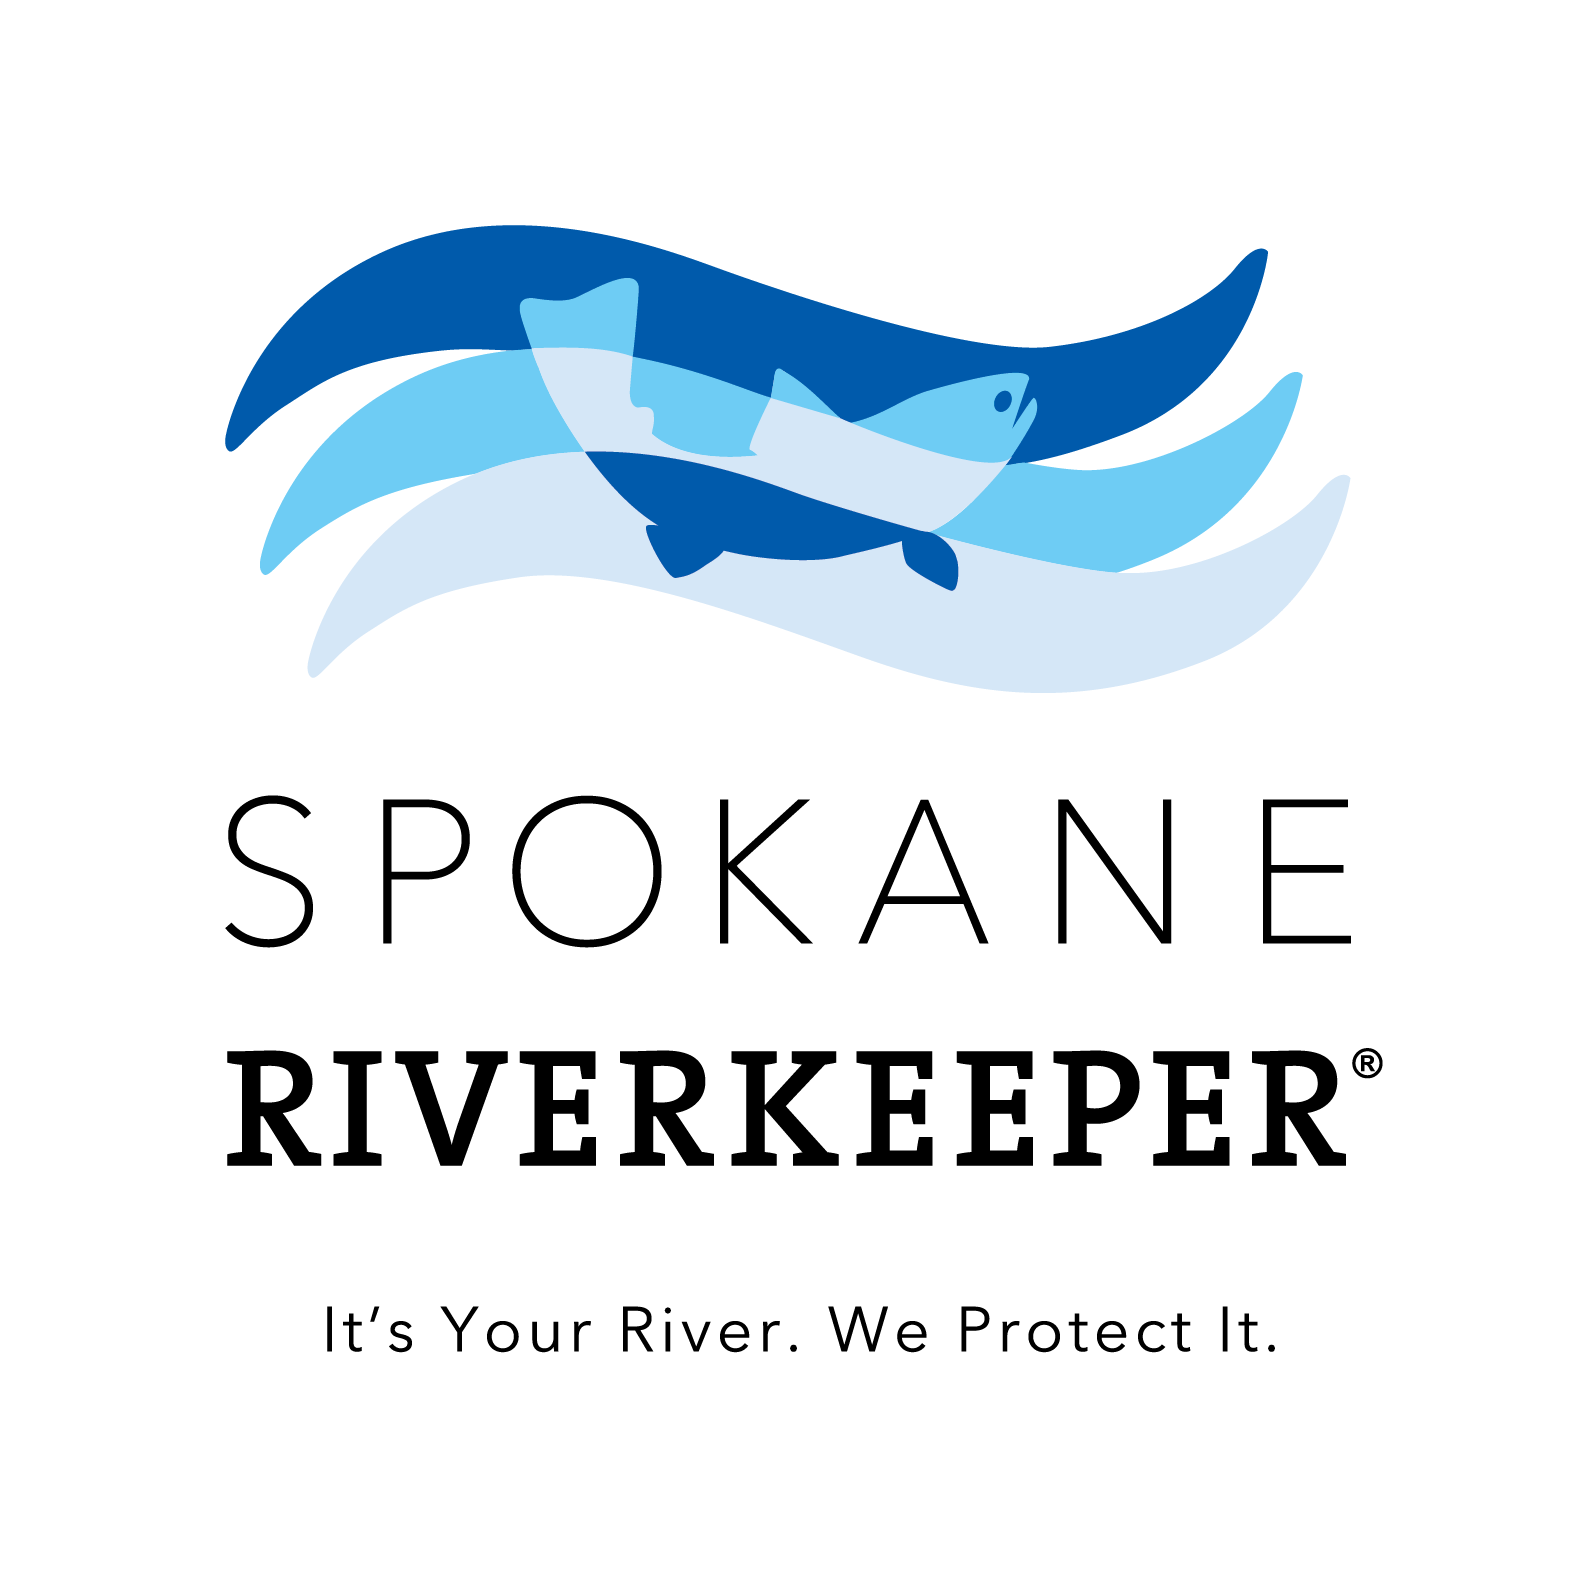 SPOKANE
RIVERKEEPER®
It’s Your River. We Protect It.